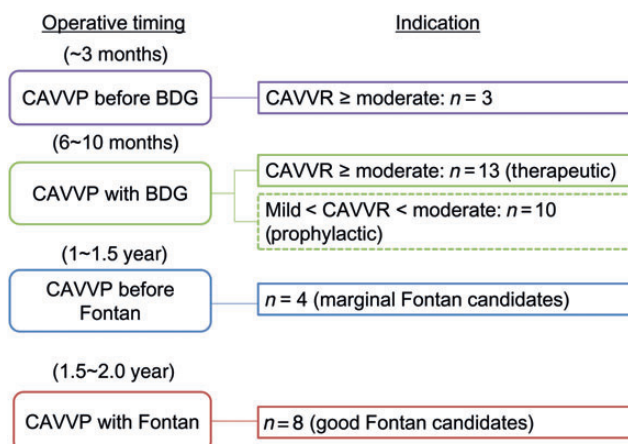 Operative timing
Indication
(~3 months)
CAVVP before BDG
CAVVR ≥ moderate: n = 3
(6~10 months)
CAVVP with BDG
CAVVR ≥ moderate: n = 13 (therapeutic)
Mild < CAVVR < moderate: n = 10
(prophylactic)
(1~1.5 year)
CAVVP before
Fontan
n = 4 (marginal Fontan candidates)
(1.5~2.0 year)
CAVVP with Fontan
n = 8 (good Fontan candidates)